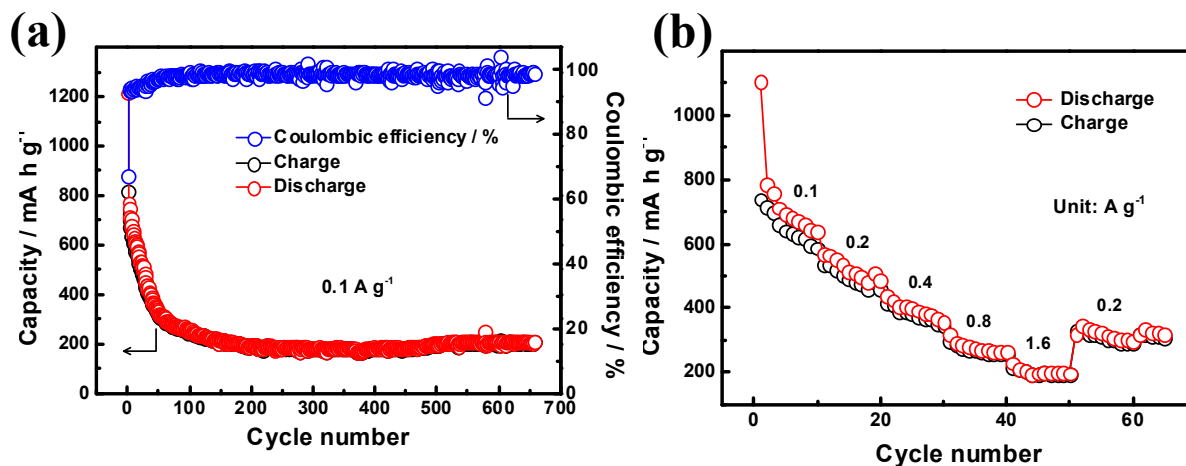 (a)
Capacity / mA h g⁻¹
1200
1000
800
600
400
200
0
Coulombic efficiency / %
Charge
Discharge
0.1 A g⁻¹
100
80
60
40
20
0
Coulombic efficiency / %
0 100 200 300 400 500 600 700
Cycle number
(b)
Capacity / mA h g⁻¹
1000
800
600
400
200
Discharge
Charge
Unit: A g⁻¹
0.1
0.2
0.4
0.8
1.6
0.2
0 20 40 60
Cycle number